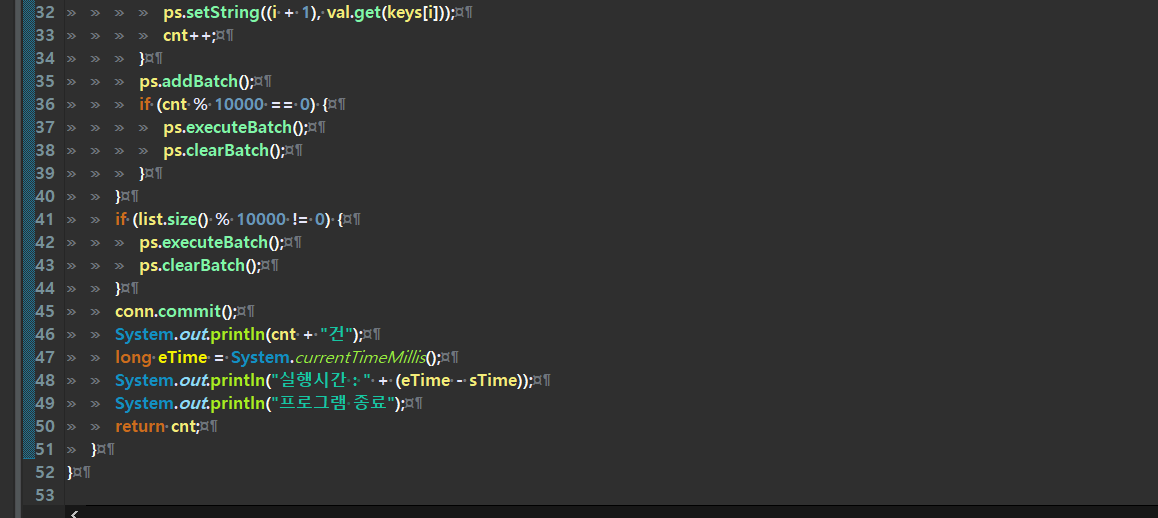 32 ps.setString((i + 1), val.get(keys[i]));
33 cnt++;
34 }
35 ps.addBatch();
36 if (cnt % 10000 == 0) {
37 ps.executeBatch();
38 ps.clearBatch();
39 }
40 }
41 if (list.size() % 10000 != 0) {
42 ps.executeBatch();
43 ps.clearBatch();
44 }
45 conn.commit();
46 System.out.println(cnt + "건");
47 long eTime = System.currentTimeMillis();
48 System.out.println("실행시간 : " + (eTime - sTime));
49 System.out.println("프로그램 종료");
50 return cnt;
51 }
52 }
53